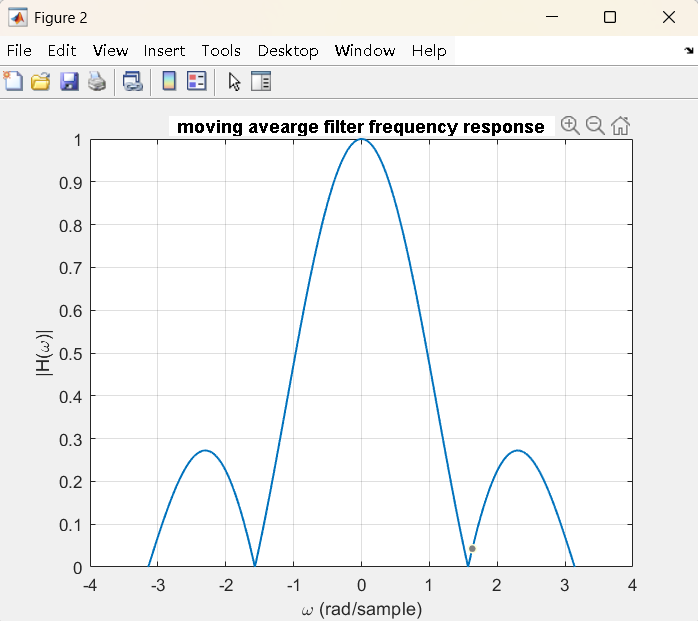 Figure 2
File Edit View Insert Tools Desktop Window Help
moving avearge filter frequency response
1
0.9
0.8
0.7
0.6
0.5
0.4
0.3
0.2
0.1
0
|H(ω)|
-4 -3 -2 -1 0 1 2 3 4
ω (rad/sample)